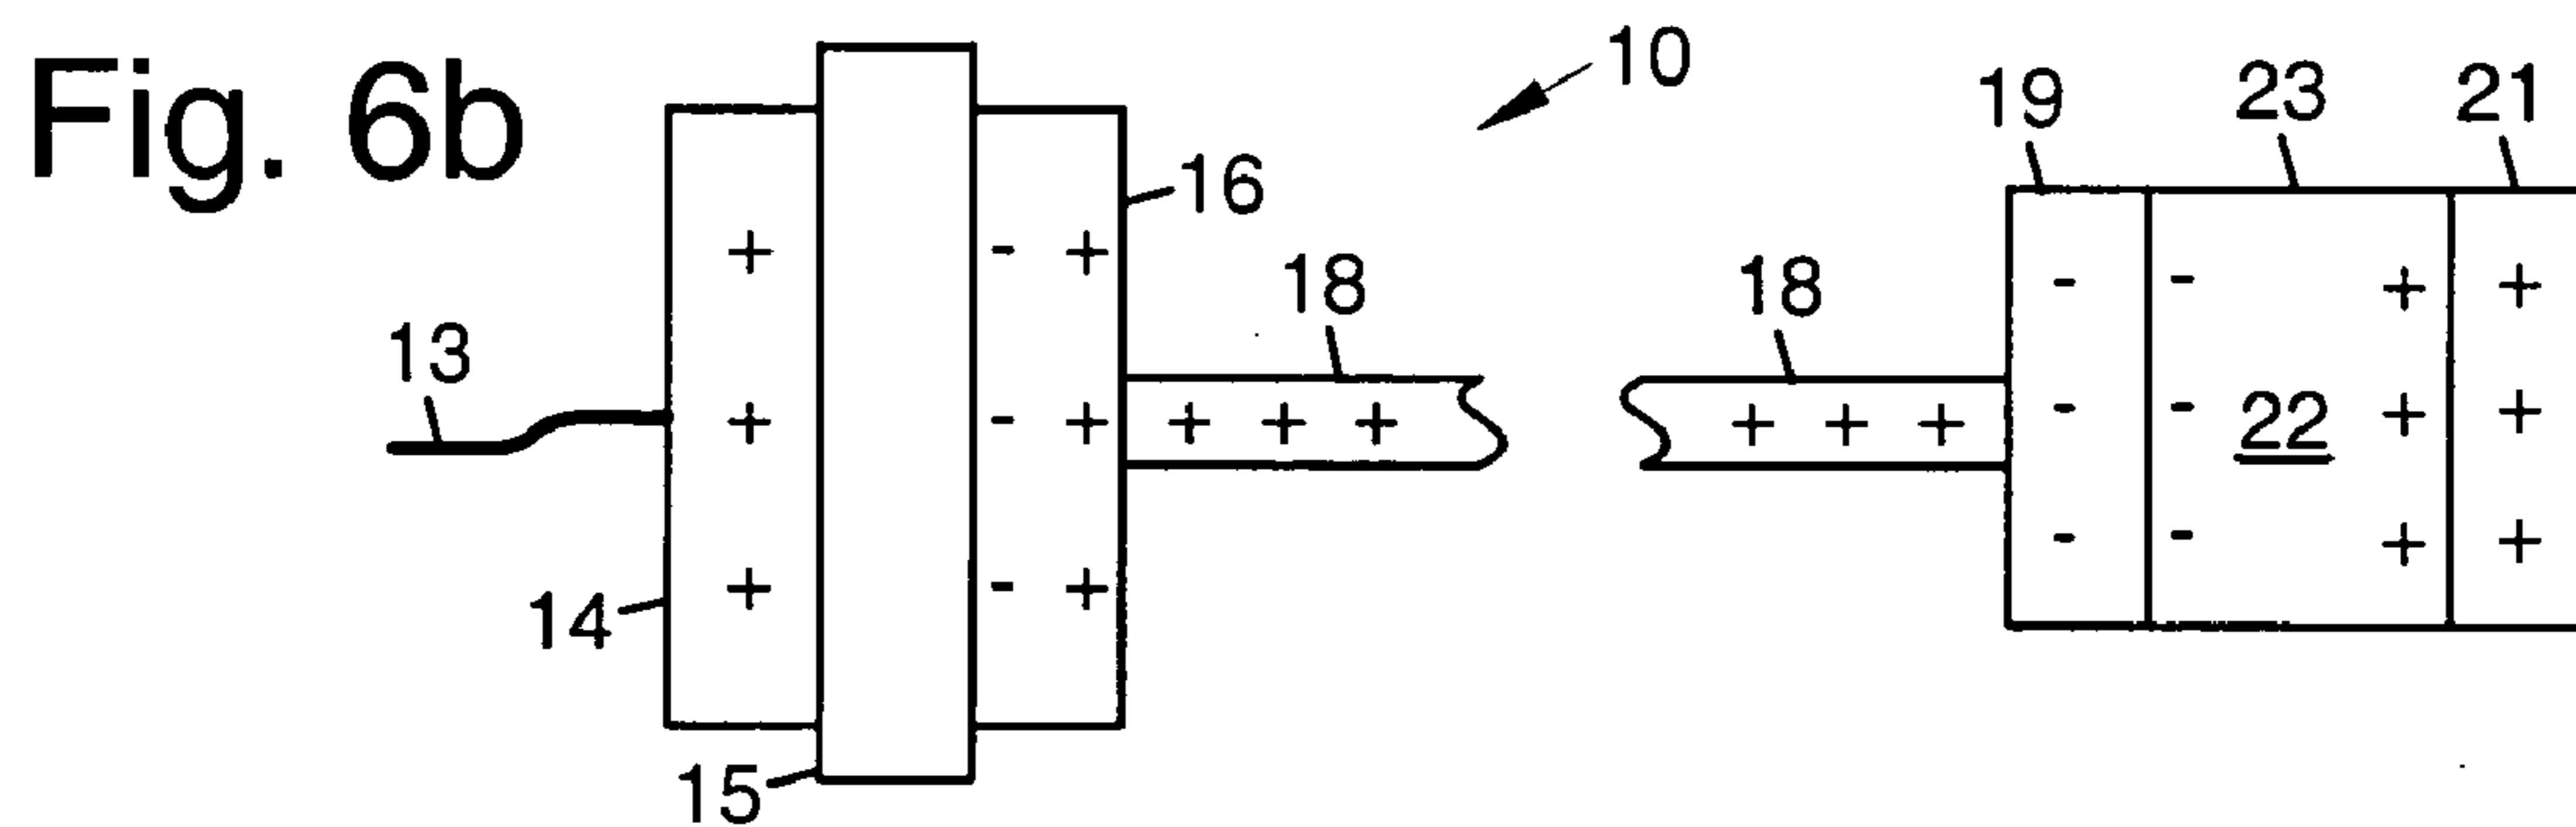 Fig. 6b
10
19 23 21
16
18 18
13
+ - + - - + +
+ - + + + + + + + - - 22 + +
+ - + - - + +
14
15